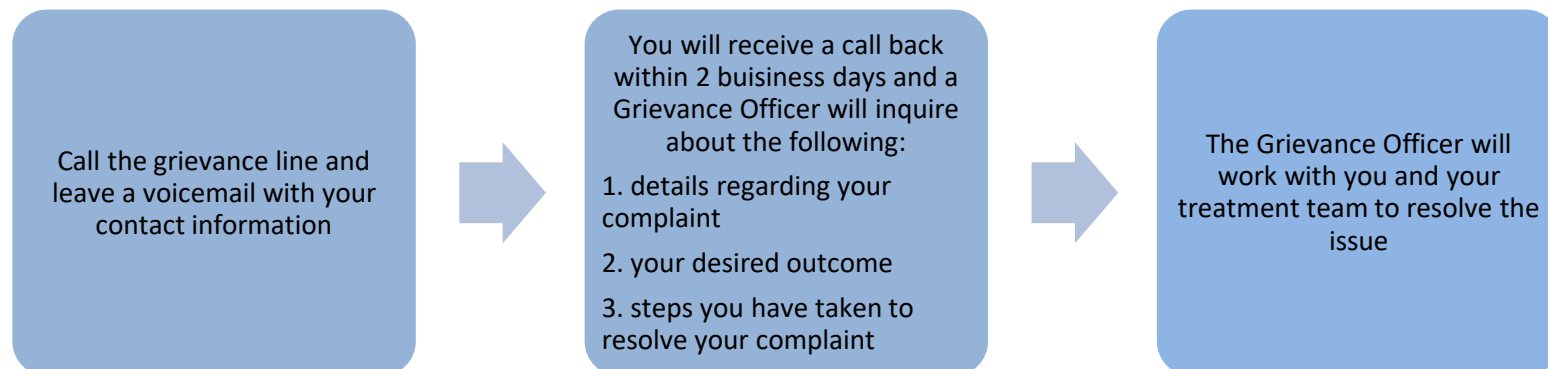 Call the grievance line and
leave a voicemail with your
contact information
You will receive a call back
within 2 buisiness days and a
Grievance Officer will inquire
about the following:
1. details regarding your
complaint
2. your desired outcome
3. steps you have taken to
resolve your complaint
The Grievance Officer will
work with you and your
treatment team to resolve the
issue